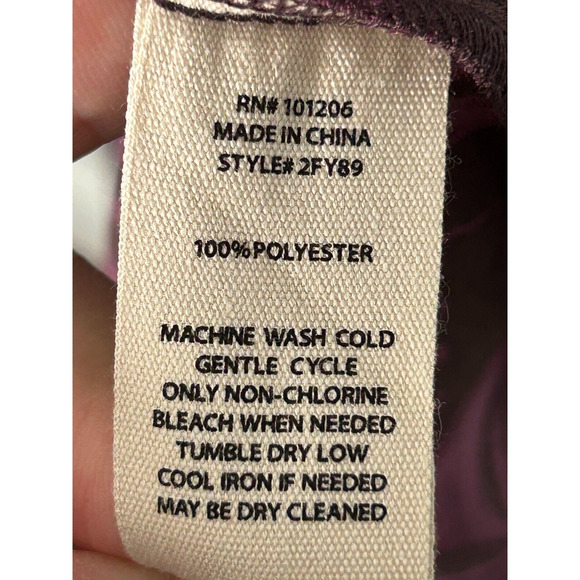 RN# 101206
MADE IN CHINA
STYLE# 2FY89
100% POLYESTER
MACHINE WASH COLD
GENTLE CYCLE
ONLY NON-CHLORINE
BLEACH WHEN NEEDED
TUMBLE DRY LOW
COOL IRON IF NEEDED
MAY BE DRY CLEANED